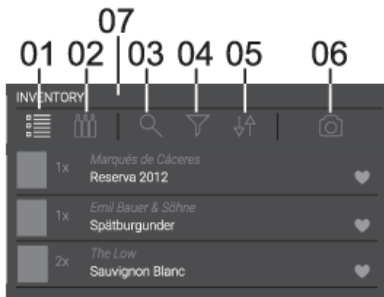 07
01 02 03 04 05 06
INVENTORY
1x Marqués de Cáceres
Reserva 2012
1x Emil Bauer & Söhne
Spätburgunder
2x The Low
Sauvignon Blanc